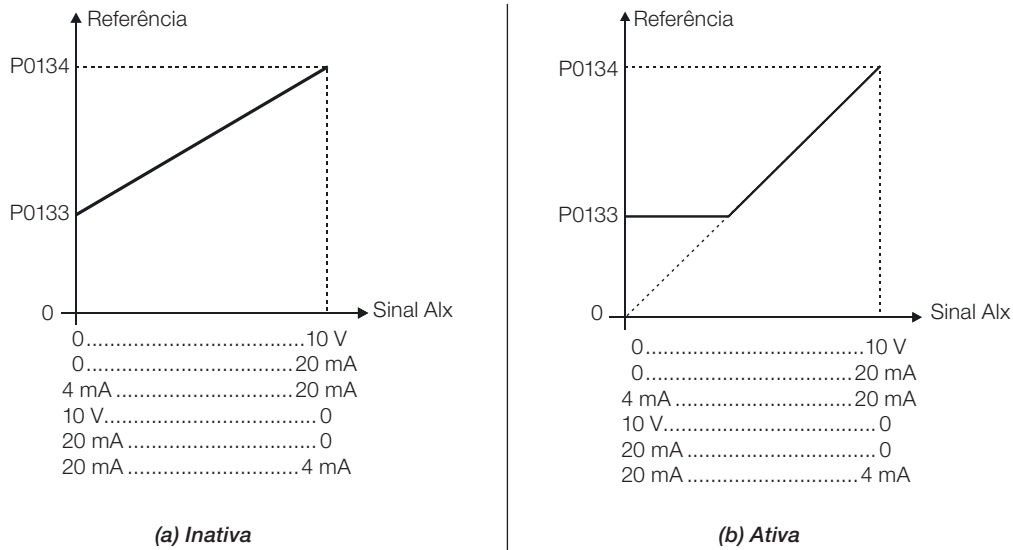 Referência
P0134
P0133
0
Sinal AIx
0.....................................10 V
0...................................20 mA
4 mA.............................20 mA
10 V...................................0
20 mA................................0
20 mA...........................4 mA
(a) Inativa
Referência
P0134
P0133
0
Sinal AIx
0.....................................10 V
0...................................20 mA
4 mA.............................20 mA
10 V...................................0
20 mA................................0
20 mA...........................4 mA
(b) Ativa